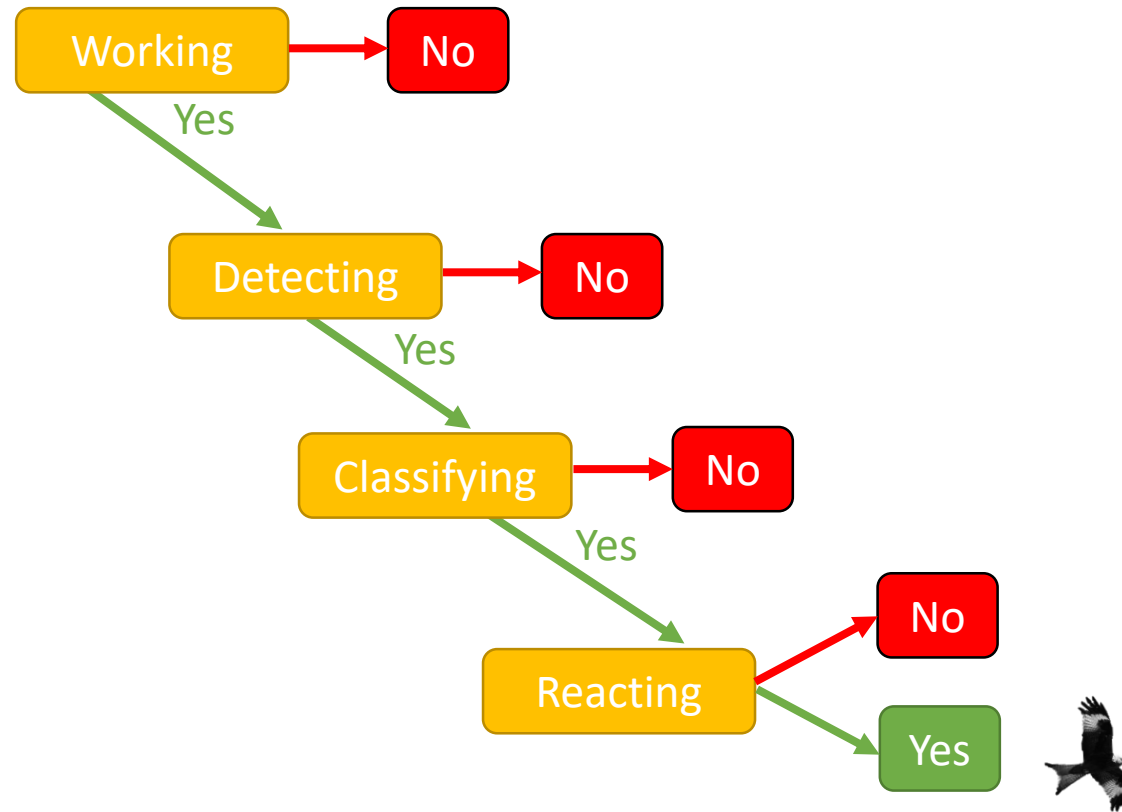 Working
No
Yes
Detecting
No
Yes
Classifying
No
Yes
No
Reacting
Yes